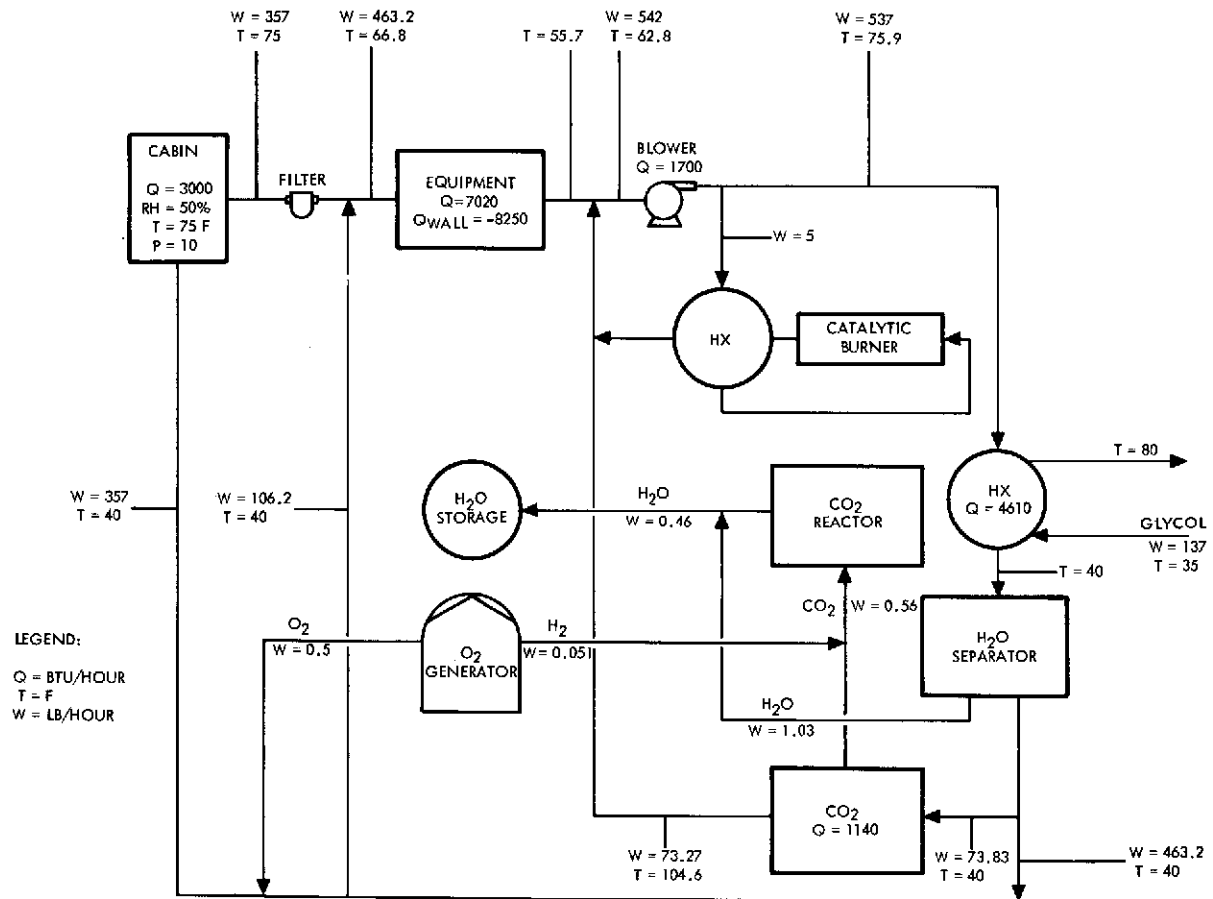 W = 357
T = 75
W = 463.2
T = 66.8
T = 55.7
W = 542
T = 62.8
W = 537
T = 75.9
CABIN
Q = 3000
RH = 50%
T = 75 F
P = 10
FILTER
EQUIPMENT
Q=7020
QWALL = -8250
BLOWER
Q = 1700
W = 5
HX
CATALYTIC
BURNER
T = 80
HX
Q = 4610
GLYCOL
W = 137
T = 35
T = 40
W = 357
T = 40
W = 106.2
T = 40
H2O
STORAGE
H2O
W = 0.46
CO2
REACTOR
CO2
W = 0.56
H2O
SEPARATOR
LEGEND:
Q = BTU/HOUR
T = F
W = LB/HOUR
O2
W = 0.5
O2
GENERATOR
H2
W = 0.051
H2O
W = 1.03
CO2
Q = 1140
W = 73.27
T = 104.6
W = 73.83
T = 40
W = 463.2
T = 40